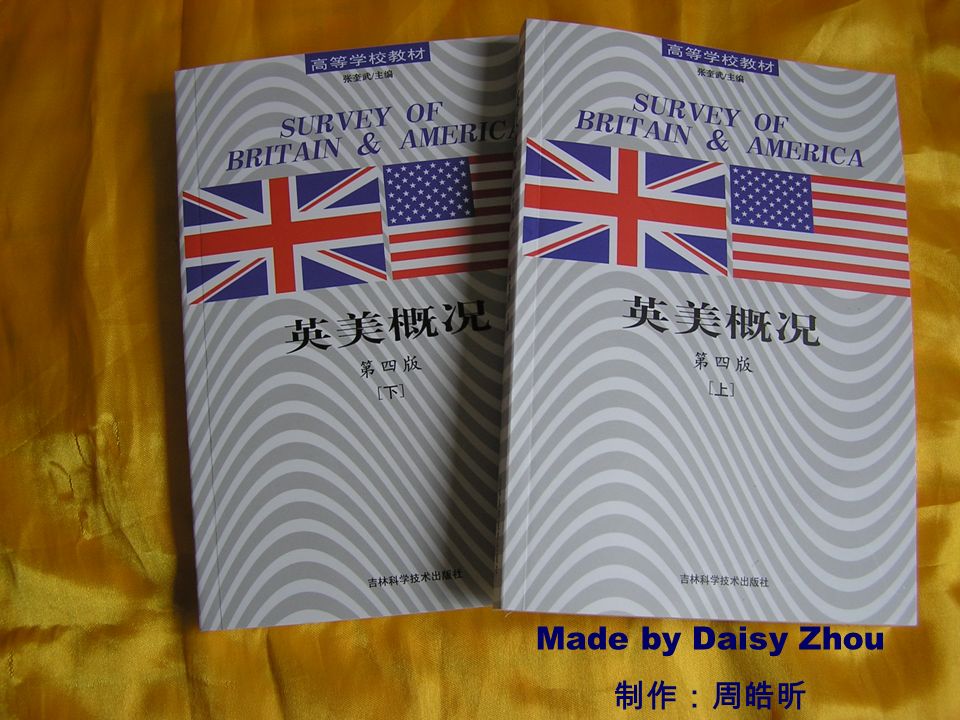 高等学校教材
张奎武/主编
SURVEY OF
BRITAIN & AMERICA
英美概况
第四版
[下]
吉林科学技术出版社
高等学校教材
张奎武/主编
SURVEY OF
BRITAIN & AMERICA
英美概况
第四版
[上]
吉林科学技术出版社
Made by Daisy Zhou
制作：周皓昕